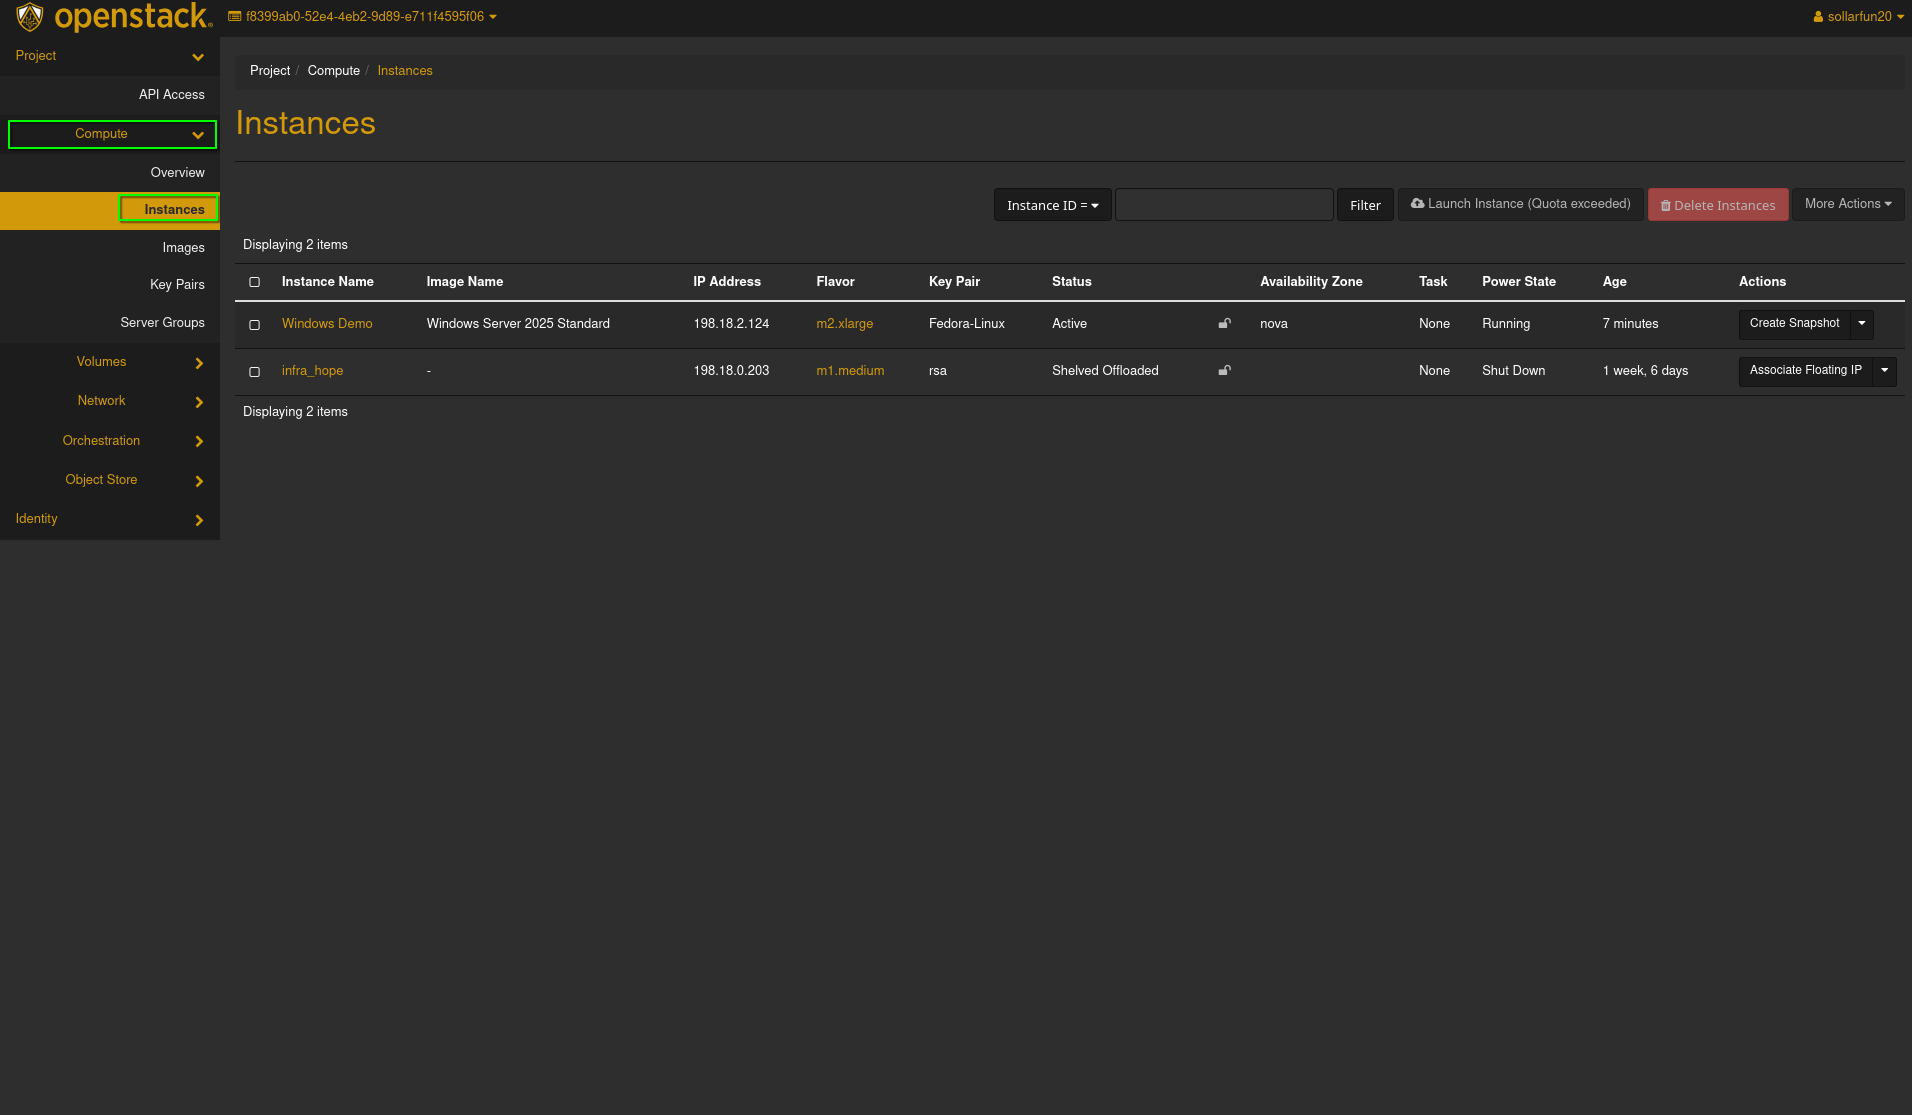 openstack.
f8399ab0-52e4-4eb2-9d89-e711f4595f06
sollarfun20
Project
API Access
Compute
Overview
Instances
Images
Key Pairs
Server Groups
Volumes
Network
Orchestration
Object Store
Identity
Project / Compute / Instances
Instances
Instance ID = Filter Launch Instance (Quota exceeded) Delete Instances More Actions
Displaying 2 items
Instance Name Image Name IP Address Flavor Key Pair Status Availability Zone Task Power State Age Actions
Windows Demo Windows Server 2025 Standard 198.18.2.124 m2.xlarge Fedora-Linux Active nova None Running 7 minutes Create Snapshot
infra_hope - 198.18.0.203 m1.medium rsa Shelved Offloaded None Shut Down 1 week, 6 days Associate Floating IP
Displaying 2 items